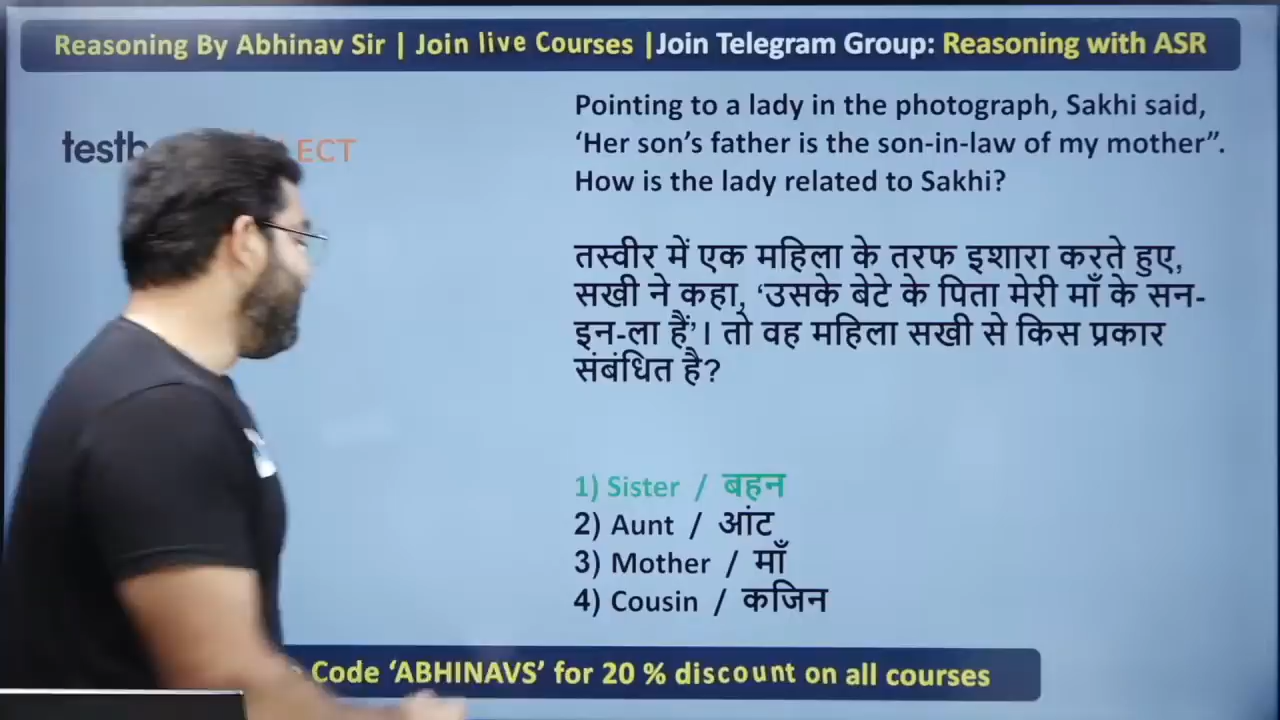 Reasoning By Abhinav Sir | Join live Courses |Join Telegram Group: Reasoning with ASR
Pointing to a lady in the photograph, Sakhi said,
‘Her son’s father is the son-in-law of my mother”.
How is the lady related to Sakhi?
तस्वीर में एक महिला के तरफ इशारा करते हुए,
सखी ने कहा, ‘उसके बेटे के पिता मेरी माँ के सन-
इन-ला हैं’। तो वह महिला सखी से किस प्रकार
संबंधित है?
1) Sister / बहन
2) Aunt / आंट
3) Mother / माँ
4) Cousin / कजिन
Code ‘ABHINAVS’ for 20 % discount on all courses